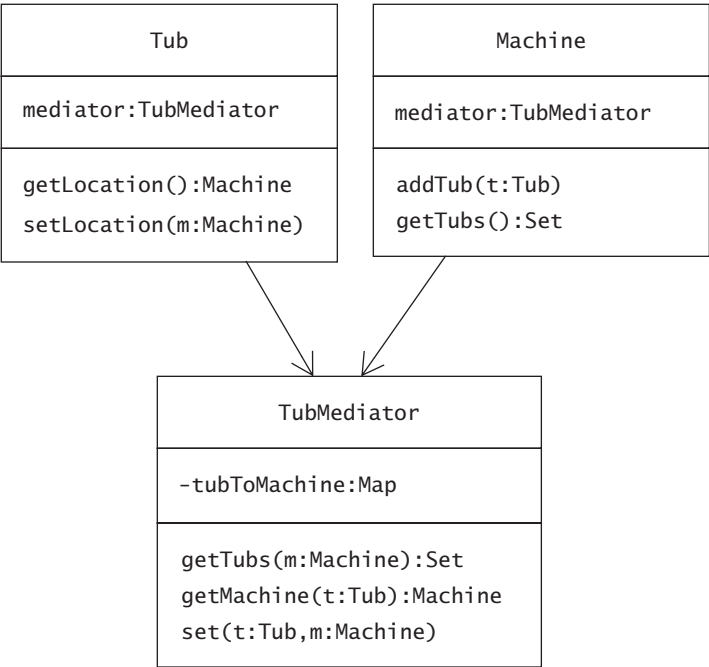 Tub
mediator:TubMediator
getLocation():Machine
setLocation(m:Machine)
Machine
mediator:TubMediator
addTub(t:Tub)
getTubs():Set
TubMediator
-tubToMachine:Map
getTubs(m:Machine):Set
getMachine(t:Tub):Machine
set(t:Tub,m:Machine)